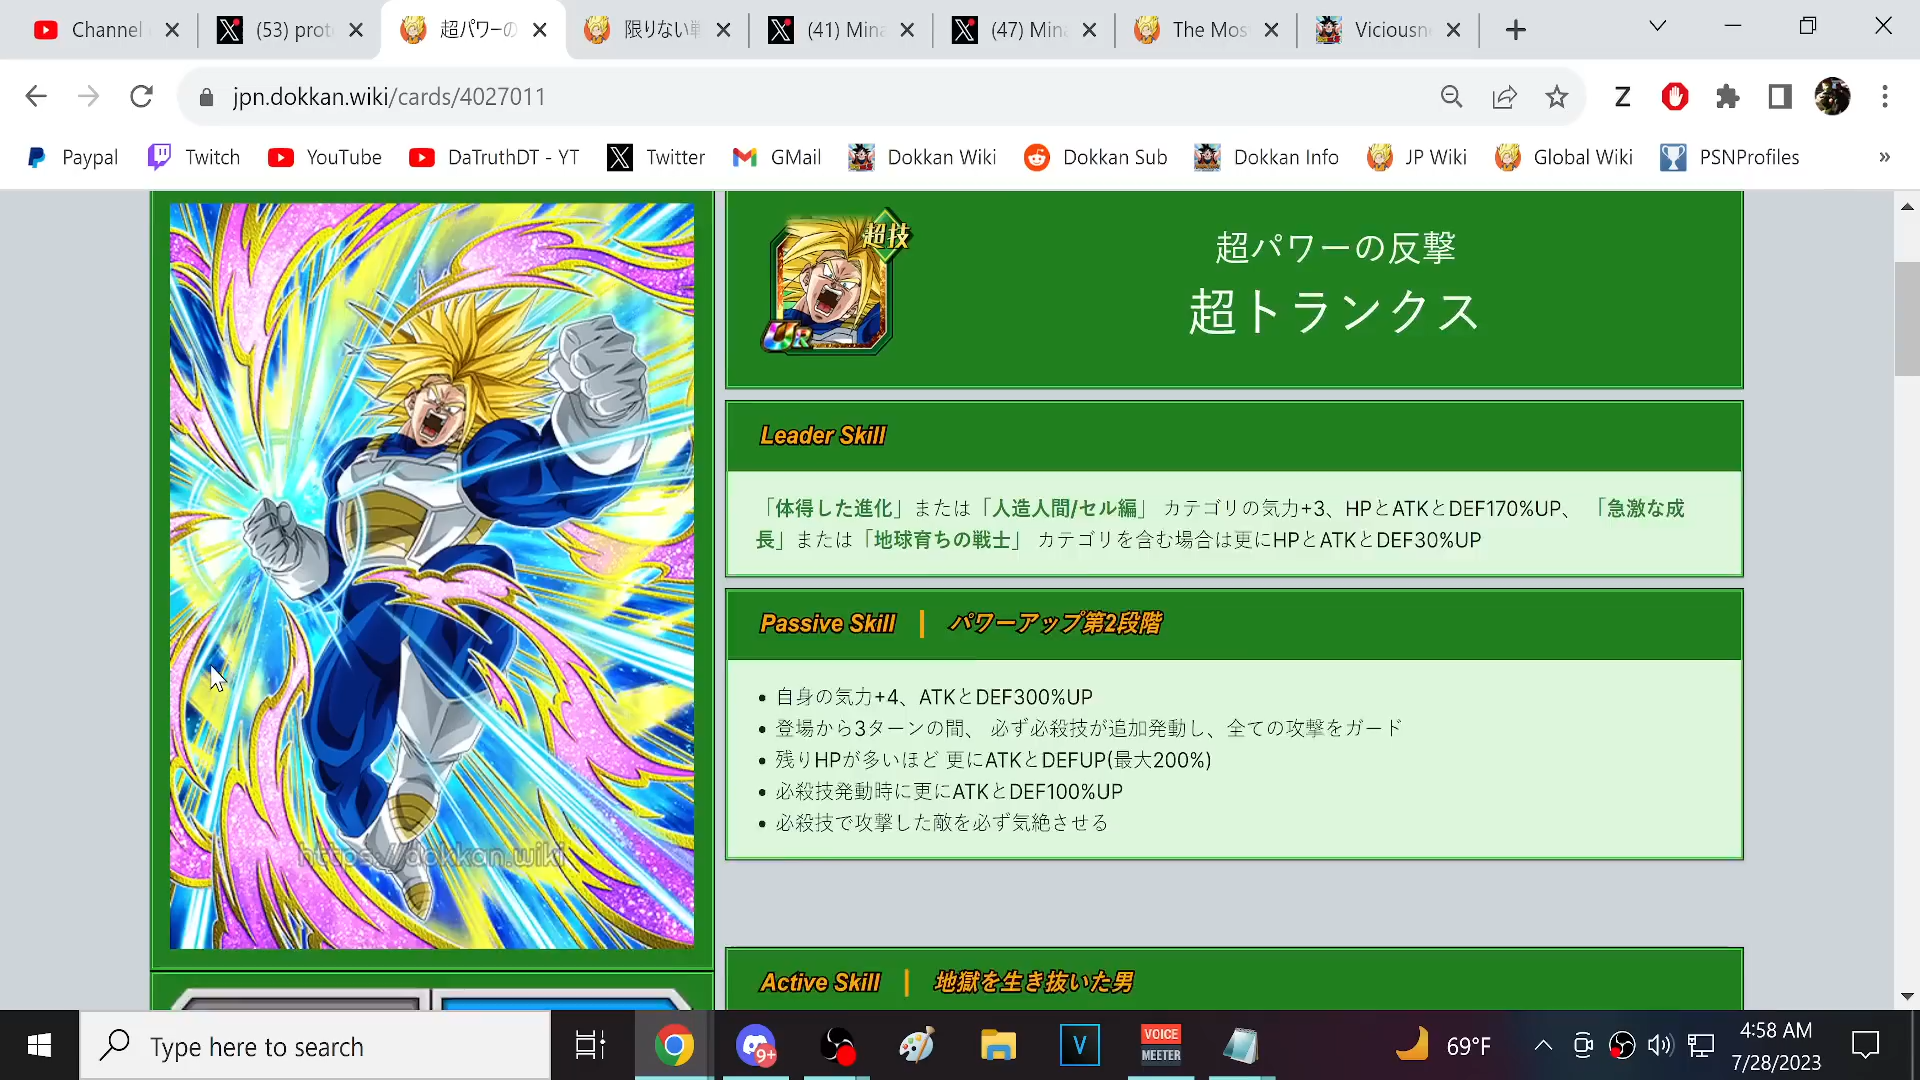 Channel
(53) prot
超パワーの
限りない
(41) Mina
(47) Mina
The Mos
Viciousn
jpn.dokkan.wiki/cards/4027011
Z
Paypal
Twitch
YouTube
DaTruthDT - YT
Twitter
GMail
Dokkan Wiki
Dokkan Sub
Dokkan Info
JP Wiki
Global Wiki
PSNProfiles
»
超技
UR
超パワーの反撃
超トランクス
Leader Skill
「体得した進化」または「人造人間/セル編」 カテゴリの気力+3、HPとATKとDEF170%UP、 「急激な成
長」または「地球育ちの戦士」 カテゴリを含む場合は更にHPとATKとDEF30%UP
Passive Skill | パワーアップ第2段階
• 自身の気力+4、ATKとDEF300%UP
• 登場から3ターンの間、 必ず必殺技が追加発動し、全ての攻撃をガード
• 残りHPが多いほど 更にATKとDEFUP(最大200%)
• 必殺技発動時に更にATKとDEF100%UP
• 必殺技で攻撃した敵を必ず気絶させる
https://dokkan.wiki
Active Skill | 地獄を生き抜いた男
Type here to search
9+
V
VOICE
MEETER
69°F
4:58 AM
7/28/2023